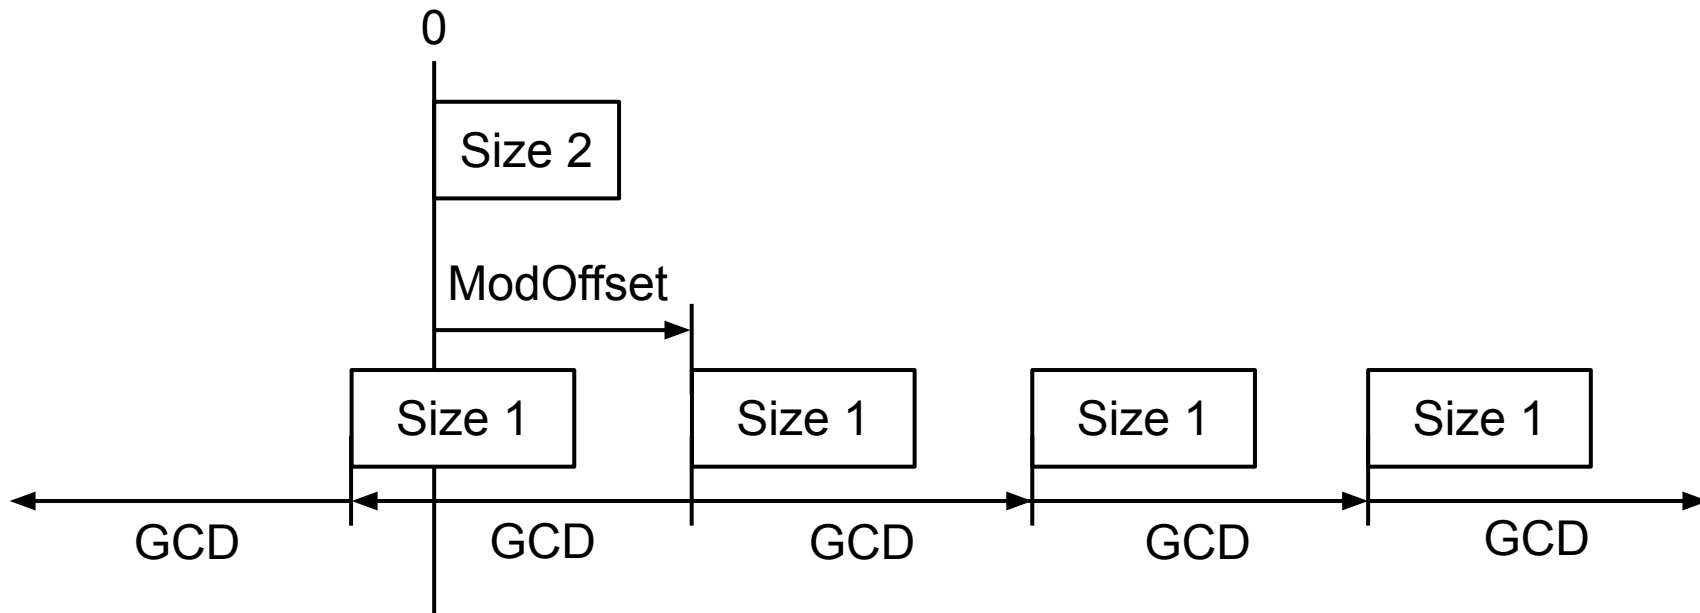 0
Size 2
ModOffset
Size 1 Size 1 Size 1 Size 1
GCD GCD GCD GCD GCD